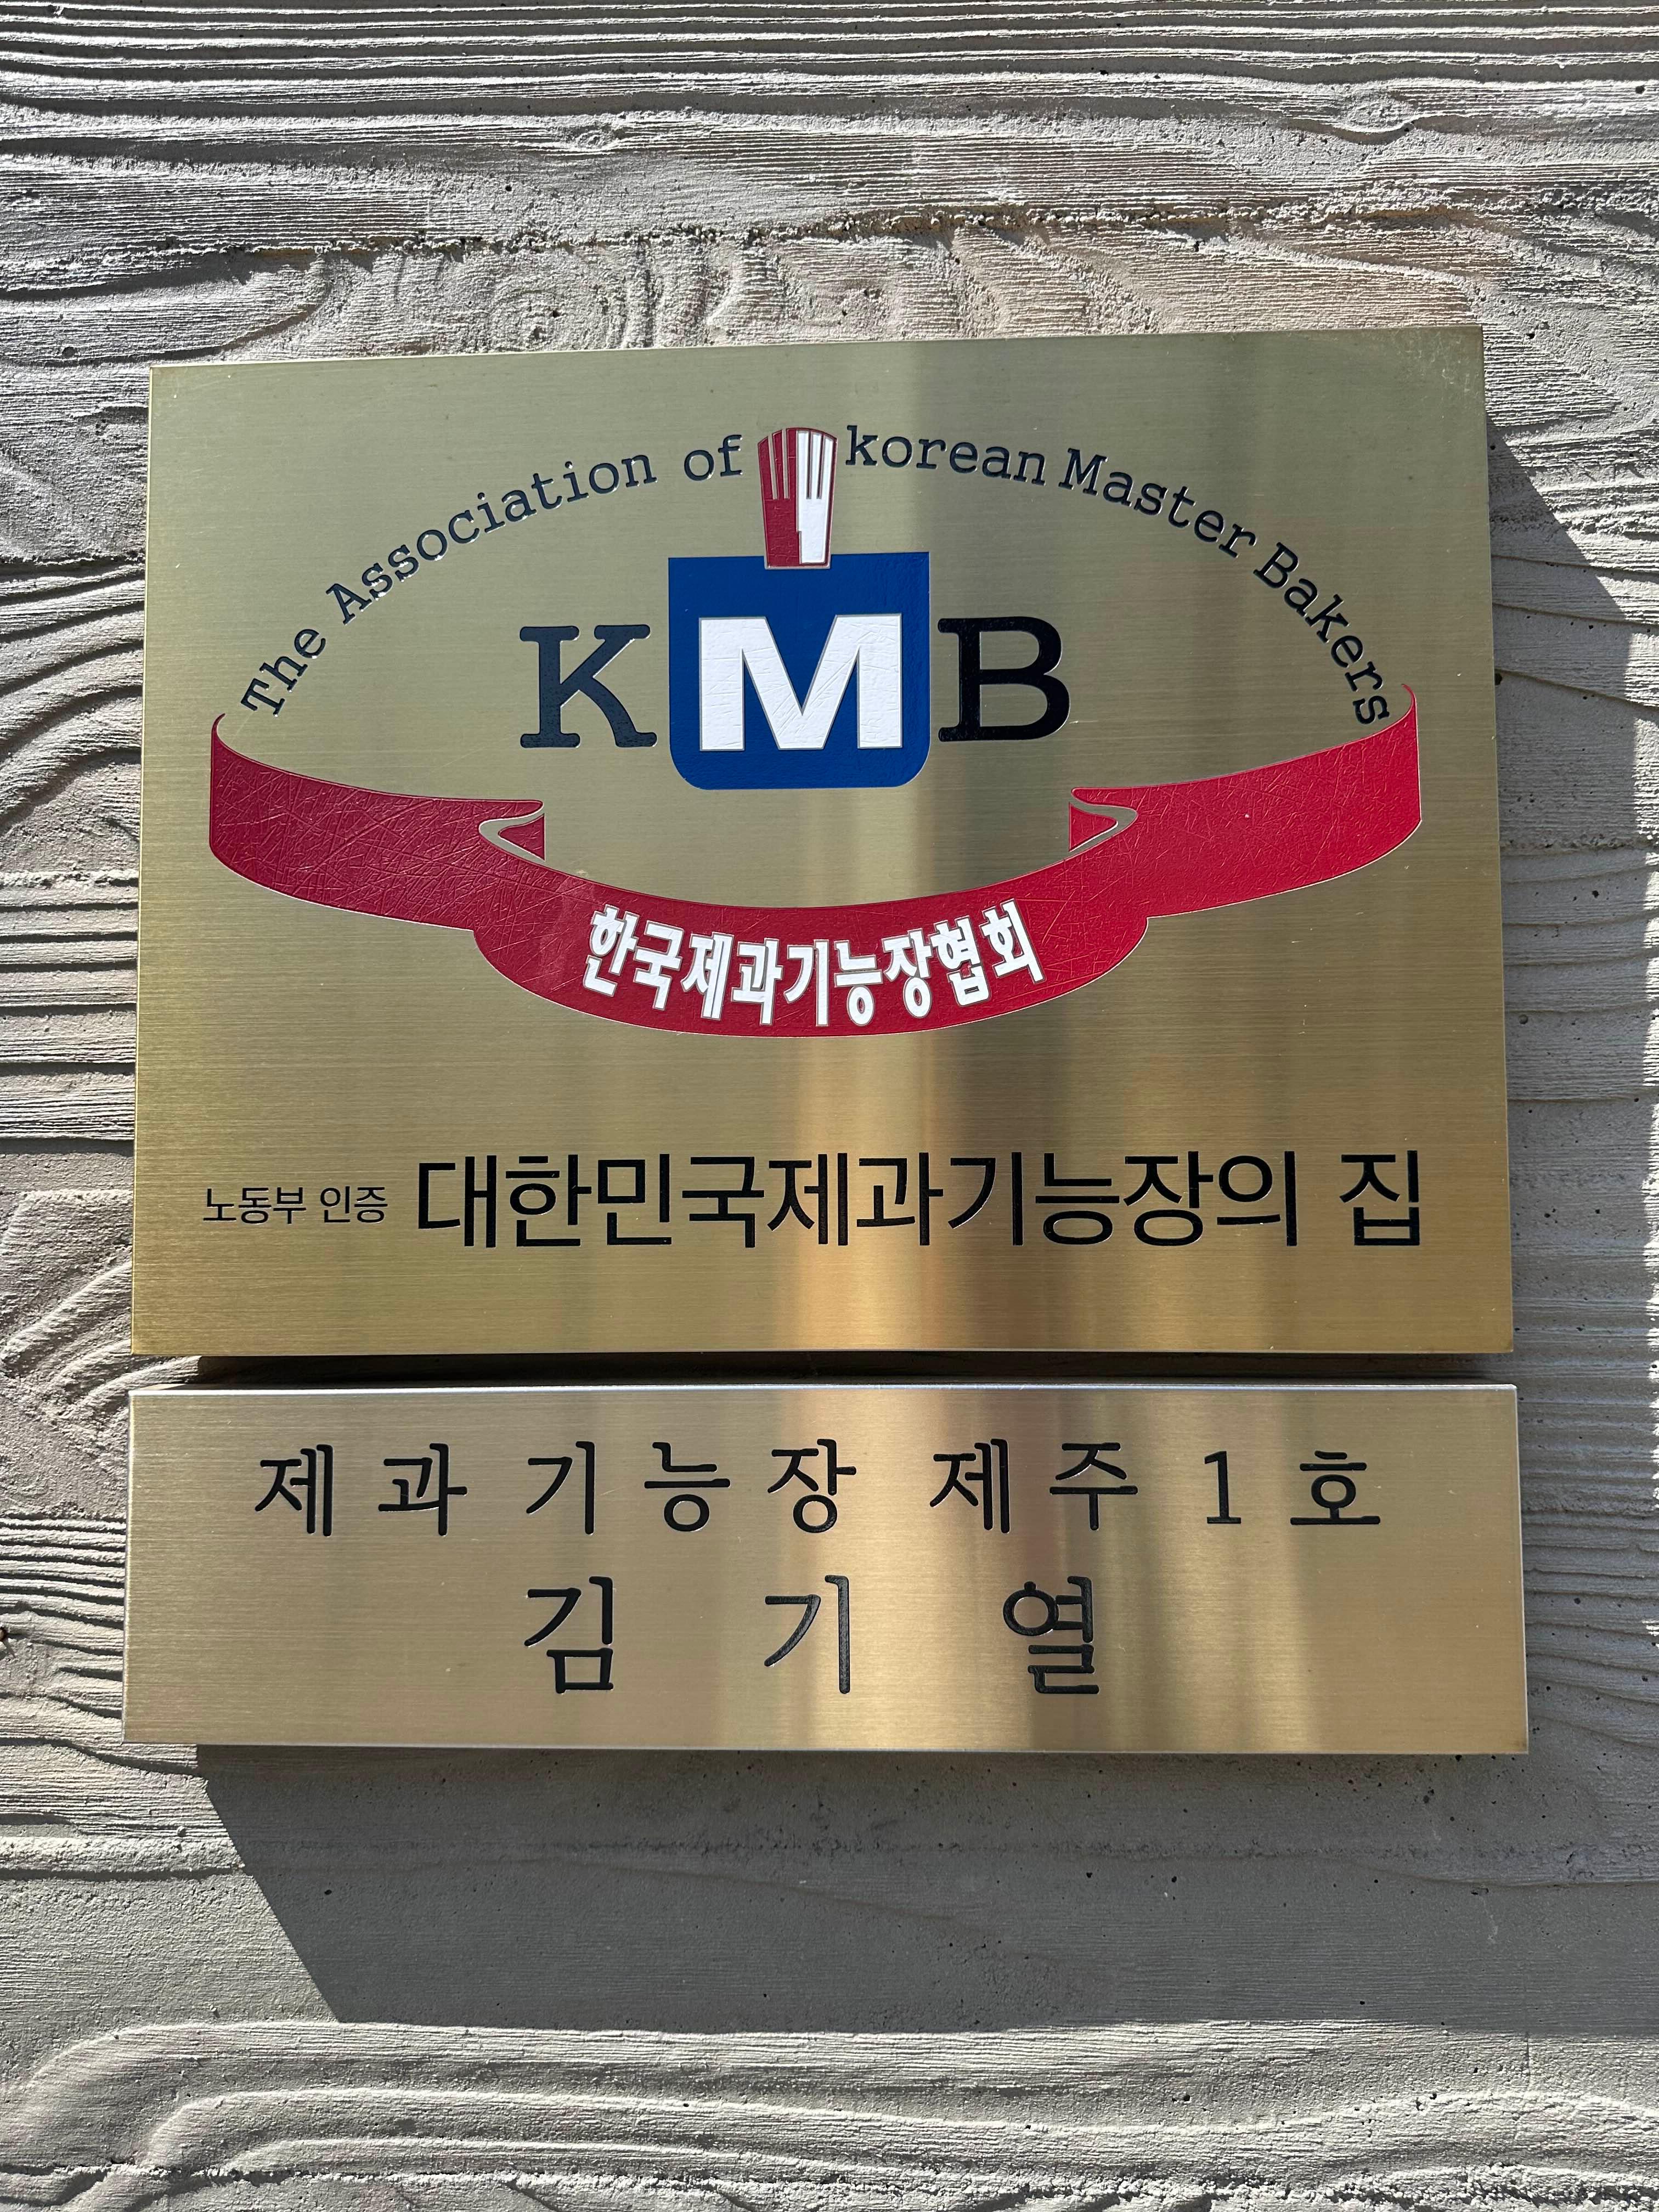 The Association of korean Master Bakers
KMB
한국제과기능장협회
노동부 인증 대한민국제과기능장의 집
제과기능장 제주1호
김기열